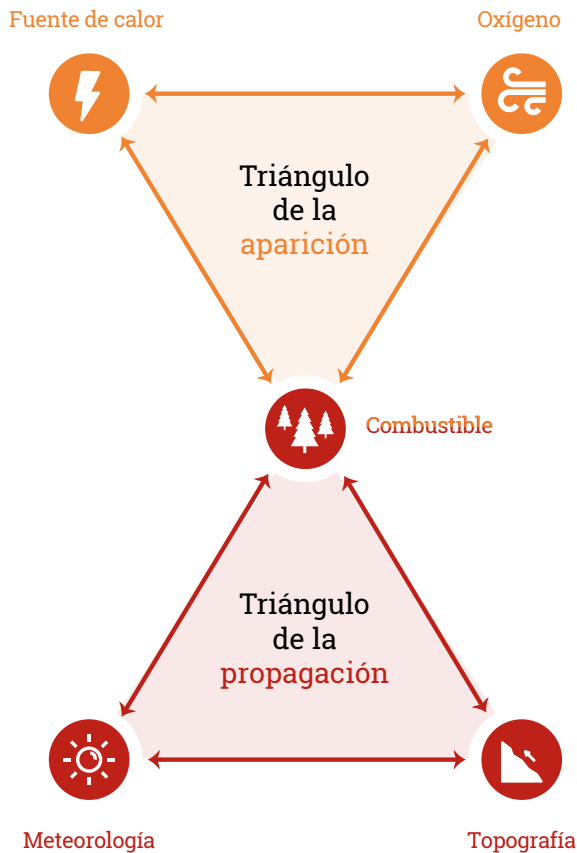 Fuente de calor
Oxígeno
Triángulo
de la
aparición
Combustible
Triángulo
de la
propagación
Meteorología
Topografía